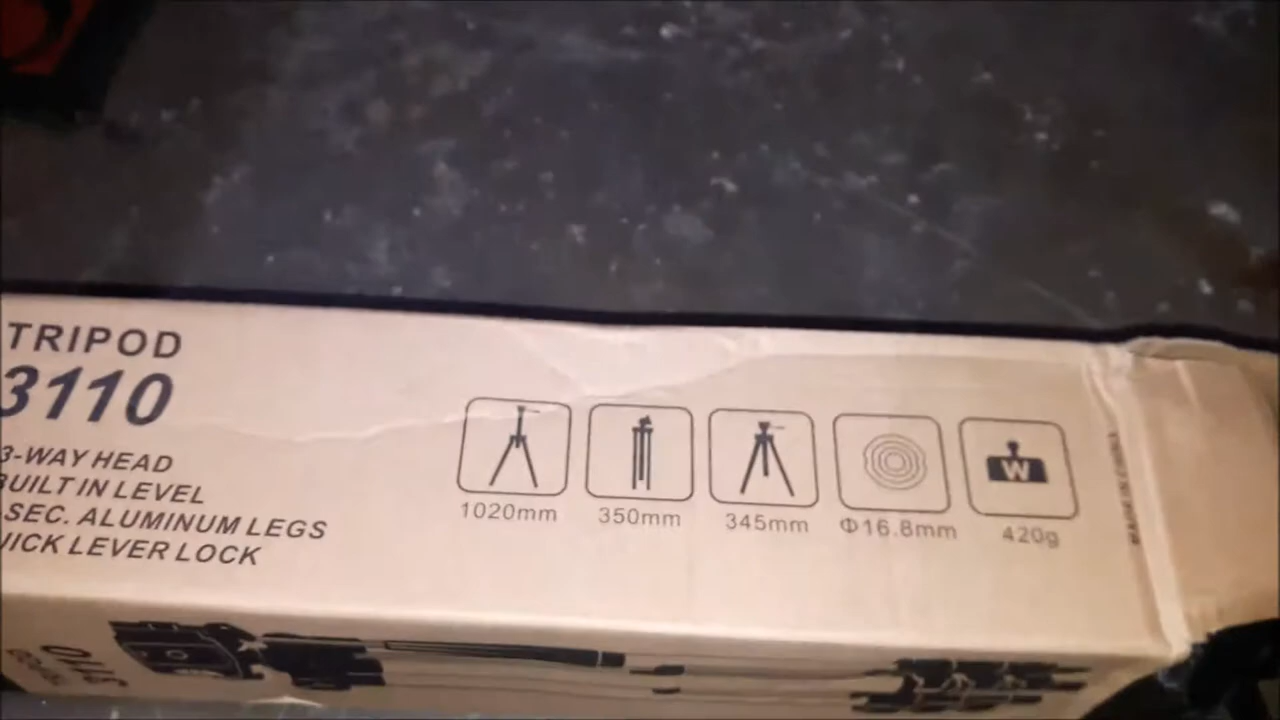 TRIPOD
3110
3-WAY HEAD
BUILT IN LEVEL
SEC. ALUMINUM LEGS
LEVER LOCK
1020mm
350mm
345mm
Φ16.8mm
W
420g
3110